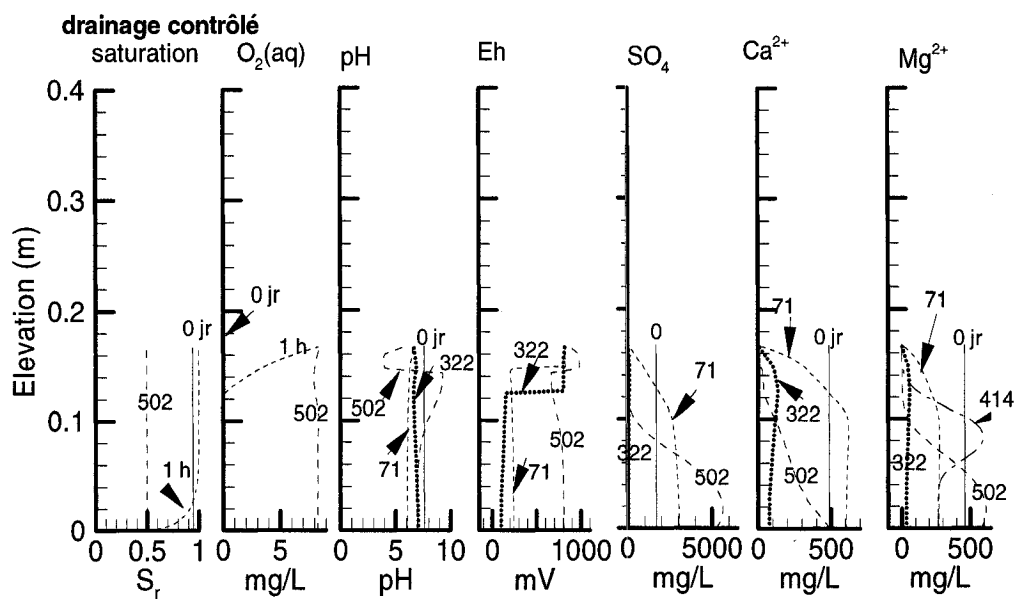 drainage contrôlé
saturation O₂(aq) pH Eh SO₄ Ca²⁺ Mg²⁺
0.4
0.3
0.2
0.1
0
Elevation (m)
0 jr
502
1 h
0 0.5 1
Sᵣ
0 jr
1 h
502
0 5
mg/L
0 jr
322
502
71
0 5 10
pH
322
502
71
0 1000
mV
0
71
322
502
0 5000
mg/L
71
0 jr
322
502
0 500
mg/L
71
0 jr
414
322
502
0 500
mg/L